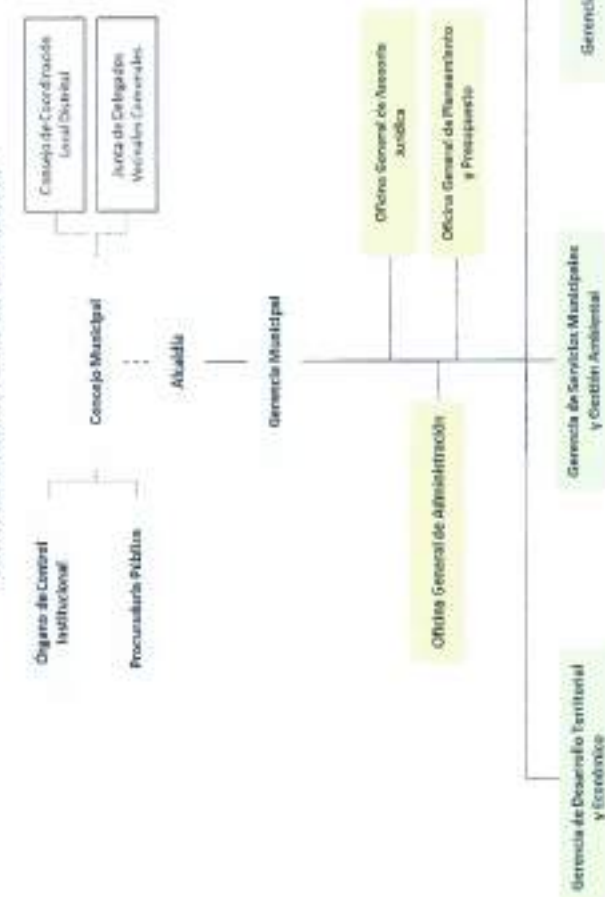 Consejo de Coordinación
Local Distrital
Junta de Delegados
Vecinales Comunales
Concejo Municipal
Órgano de Control
Institucional
Procuraduría Pública
Alcaldía
Gerencia Municipal
Oficina General de Asesoría
Jurídica
Oficina General de Planeamiento
y Presupuesto
Oficina General de Administración
Gerencia de Desarrollo Territorial
y Económico
Gerencia de Servicios Municipales
y Gestión Ambiental